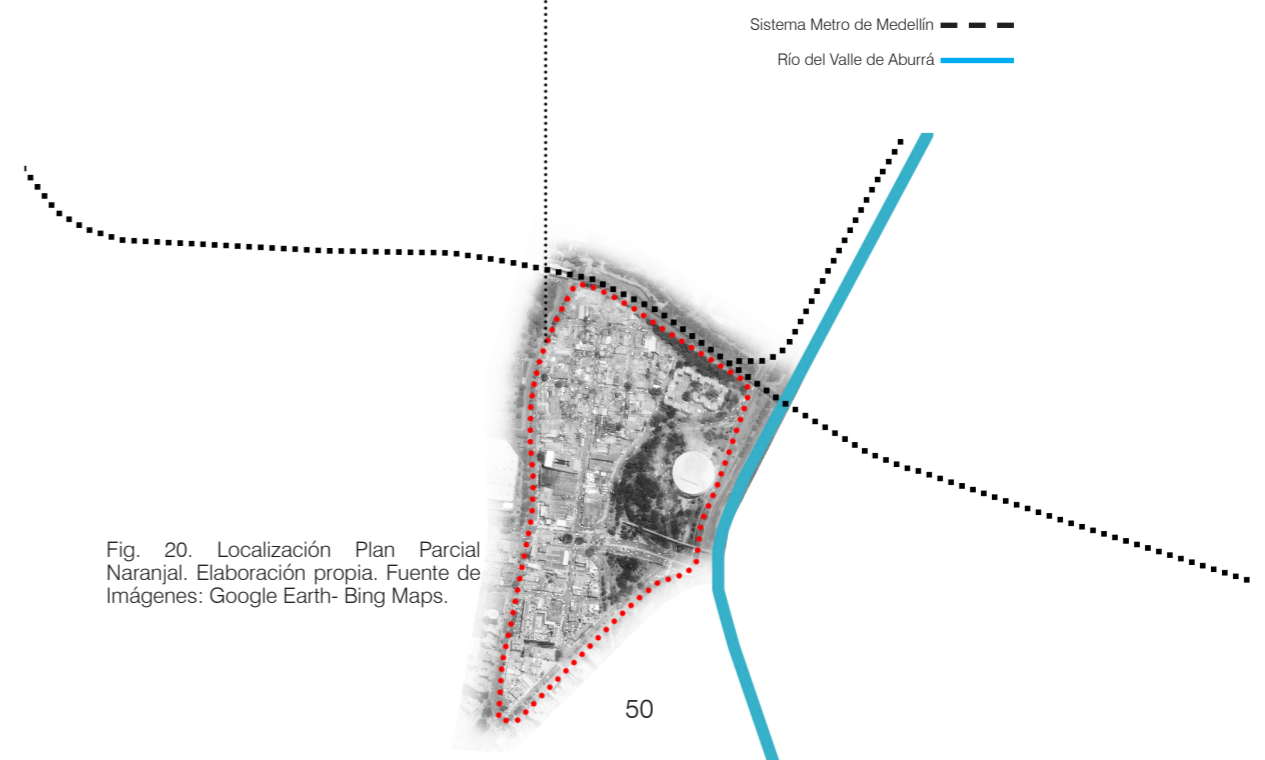 Sistema Metro de Medellín
Río del Valle de Aburrá
Fig. 20. Localización Plan Parcial
Naranjal. Elaboración propia. Fuente de
Imágenes: Google Earth- Bing Maps.
50